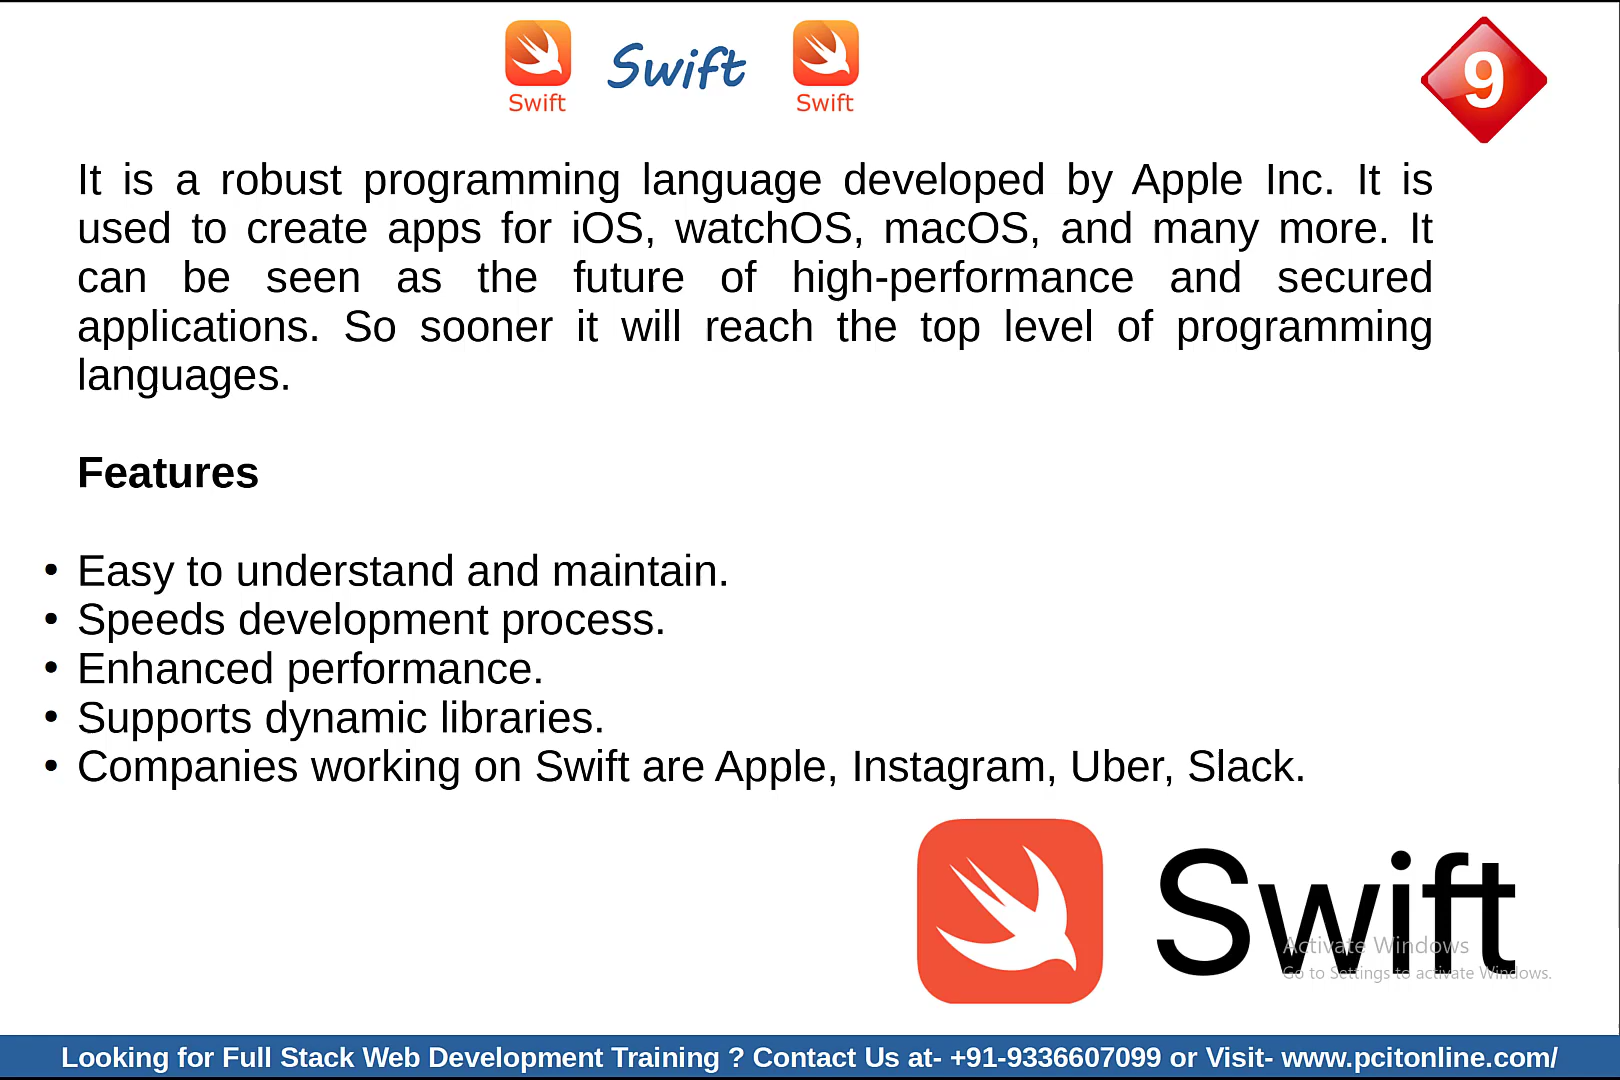 Swift
Swift
Swift
9
It is a robust programming language developed by Apple Inc. It is
used to create apps for iOS, watchOS, macOS, and many more. It
can be seen as the future of high-performance and secured
applications. So sooner it will reach the top level of programming
languages.
Features
• Easy to understand and maintain.
• Speeds development process.
• Enhanced performance.
• Supports dynamic libraries.
• Companies working on Swift are Apple, Instagram, Uber, Slack.
Swift
Activate Windows
Go to Settings to activate Windows.
Looking for Full Stack Web Development Training ? Contact Us at- +91-9336607099 or Visit- www.pcitonline.com/